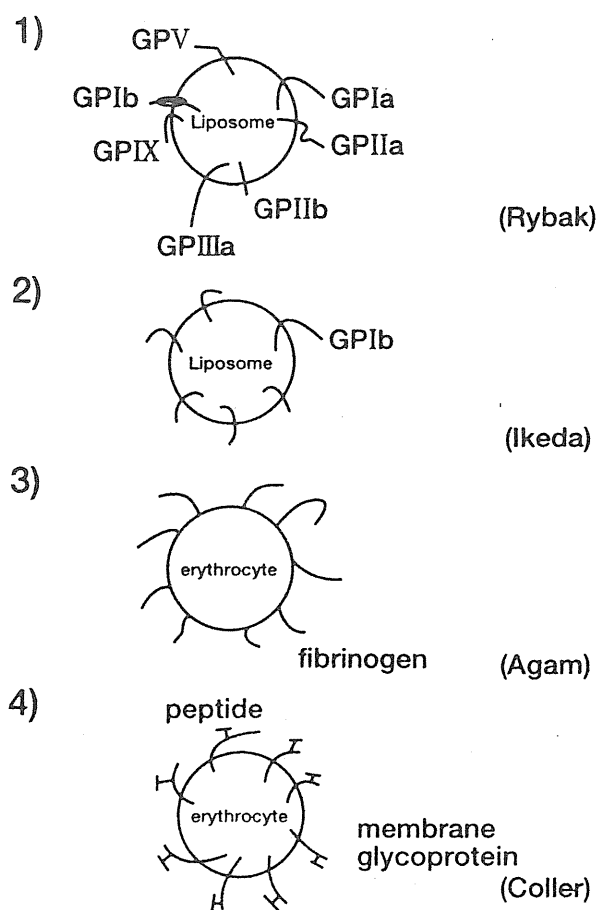 1)
GPⅤ
GPⅠb
Liposome
GPⅠa
GPⅨ
GPⅡa
GPⅡb
GPⅢa
(Rybak)
2)
GPⅠb
Liposome
(Ikeda)
3)
erythrocyte
fibrinogen
(Agam)
4)
peptide
erythrocyte
membrane
glycoprotein
(Coller)